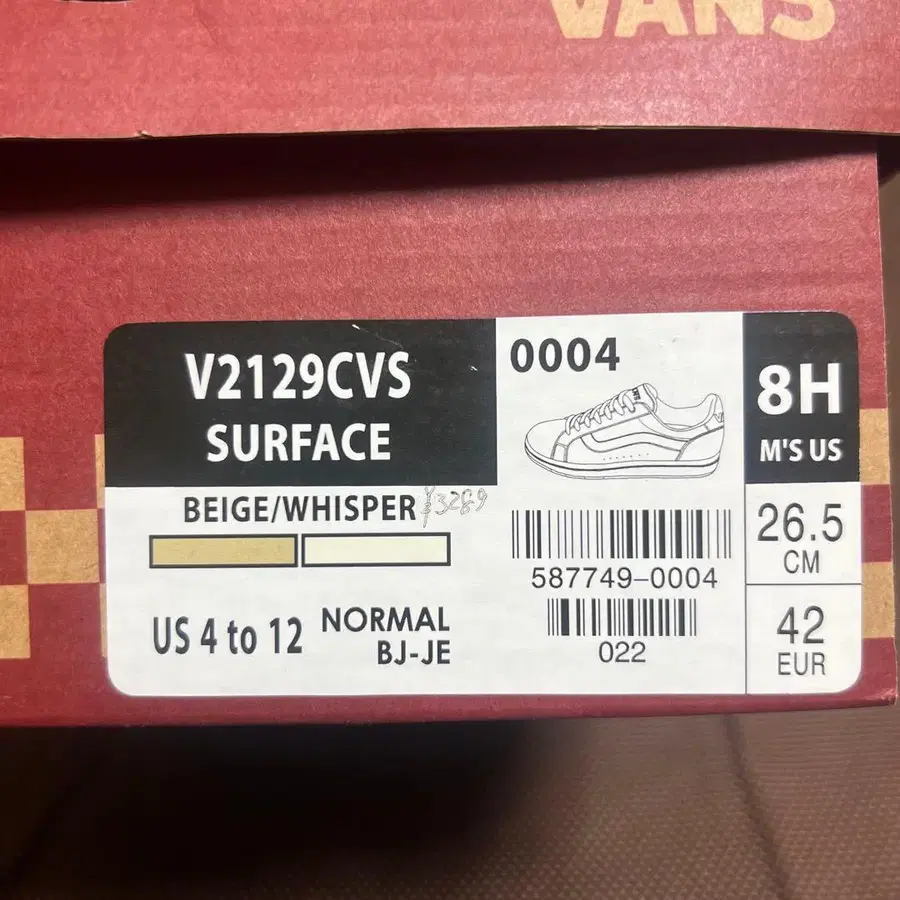 VANS
V2129CVS
SURFACE
BEIGE/WHISPER ¥3289
US 4 to 12
NORMAL
BJ-JE
0004
587749-0004
022
8H
M'S US
26.5
CM
42
EUR